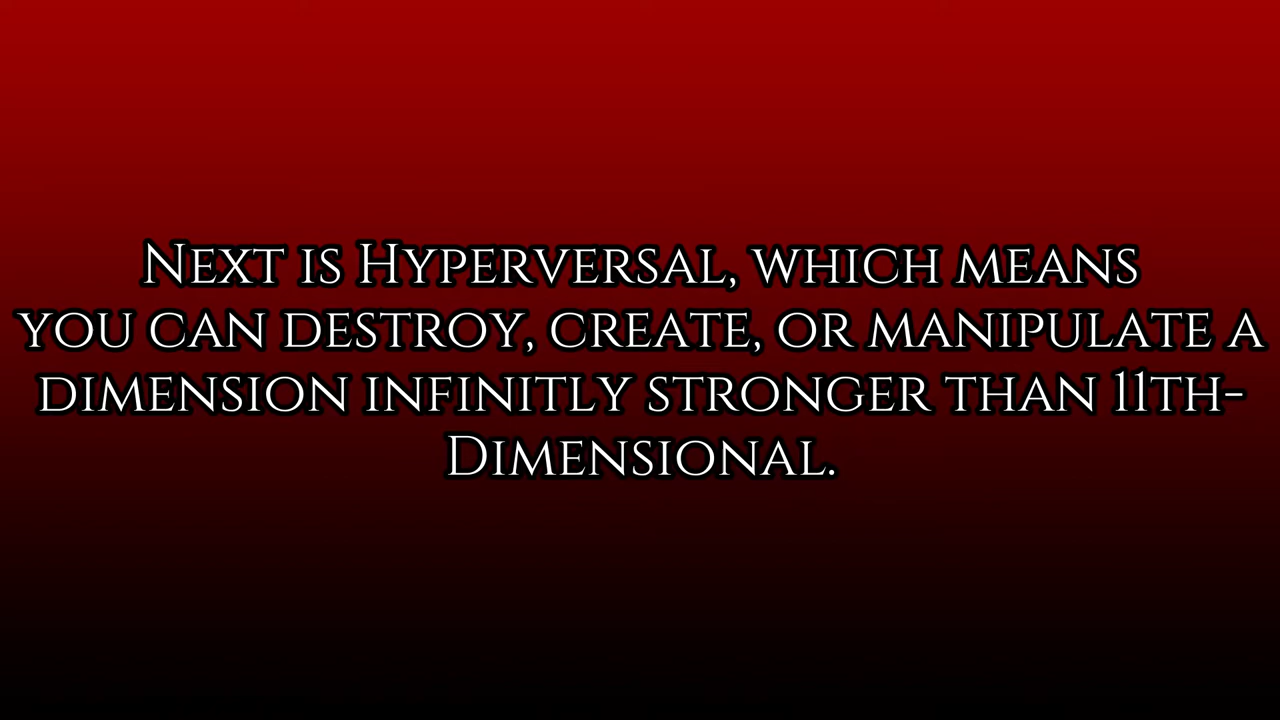 Next is Hyperversal, which means
you can destroy, create, or manipulate a
dimension infinitly stronger than 11th-
Dimensional.